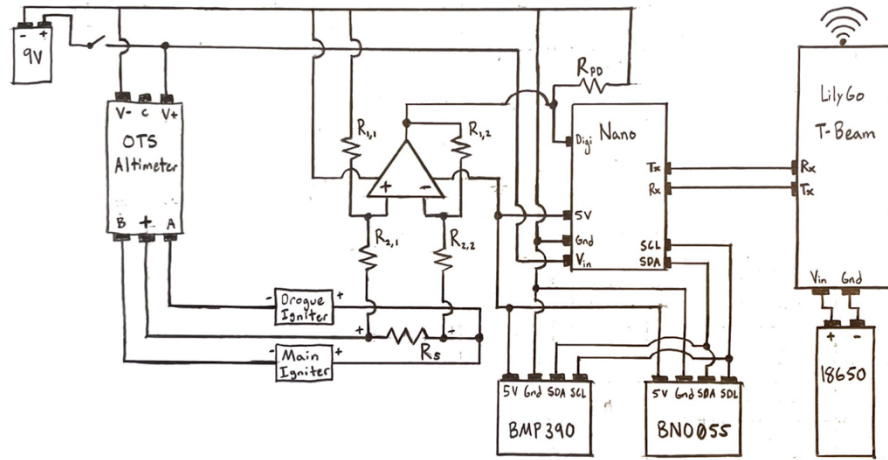 - +
9V
V- C V+
OTS
Altimeter
B + A
R1,1
R1,2
+ -
R2,1
R2,2
RPD
Digi
Nano
Tx
Rx
5V
Gnd
Vin
SCL
SDA
LilyGo
T-Beam
Rx
Tx
Vin Gnd
+ -
18650
- Drogue +
Igniter
+ Rs -
- Main +
Igniter
5V Gnd SDA SCL
BMP390
5V Gnd SDA SDL
BNO055